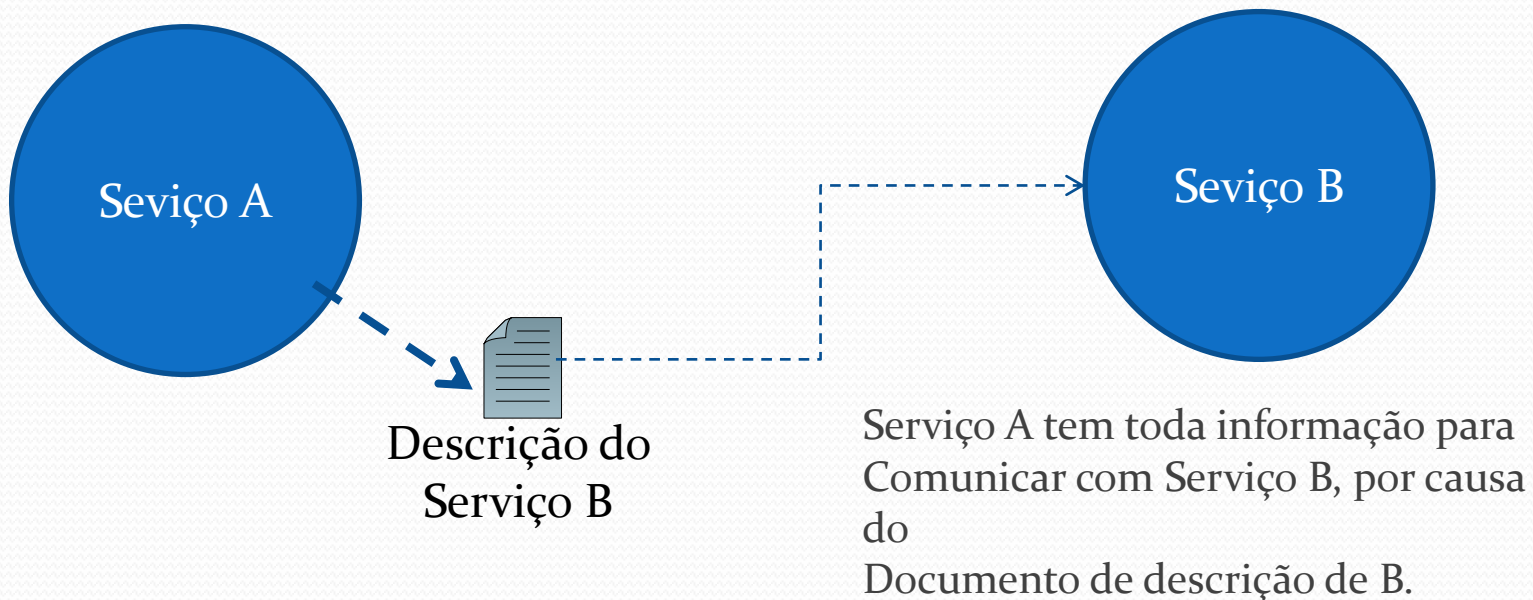 Seviço A
Seviço B
Descrição do
Serviço B
Serviço A tem toda informação para
Comunicar com Serviço B, por causa
do
Documento de descrição de B.